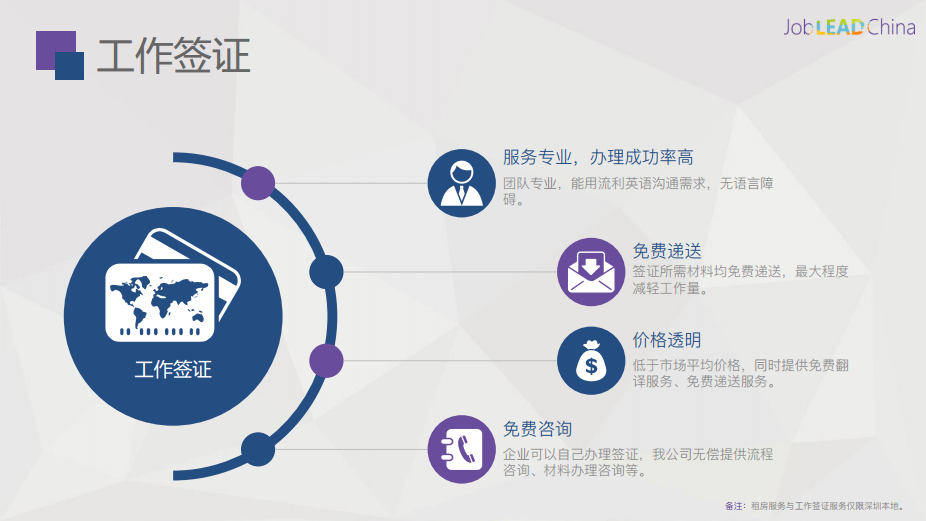 工作签证
JobLEADChina
服务专业，办理成功率高
团队专业，能用流利英语沟通需求，无语言障
碍。
免费递送
签证所需材料均免费递送，最大程度
减轻工作量。
工作签证
$
价格透明
低于市场平均价格，同时提供免费翻
译服务、免费递送服务。
免费咨询
企业可以自己办理签证，我公司无偿提供流程
咨询、材料办理咨询等。
备注：租房服务与工作签证服务仅限深圳本地。